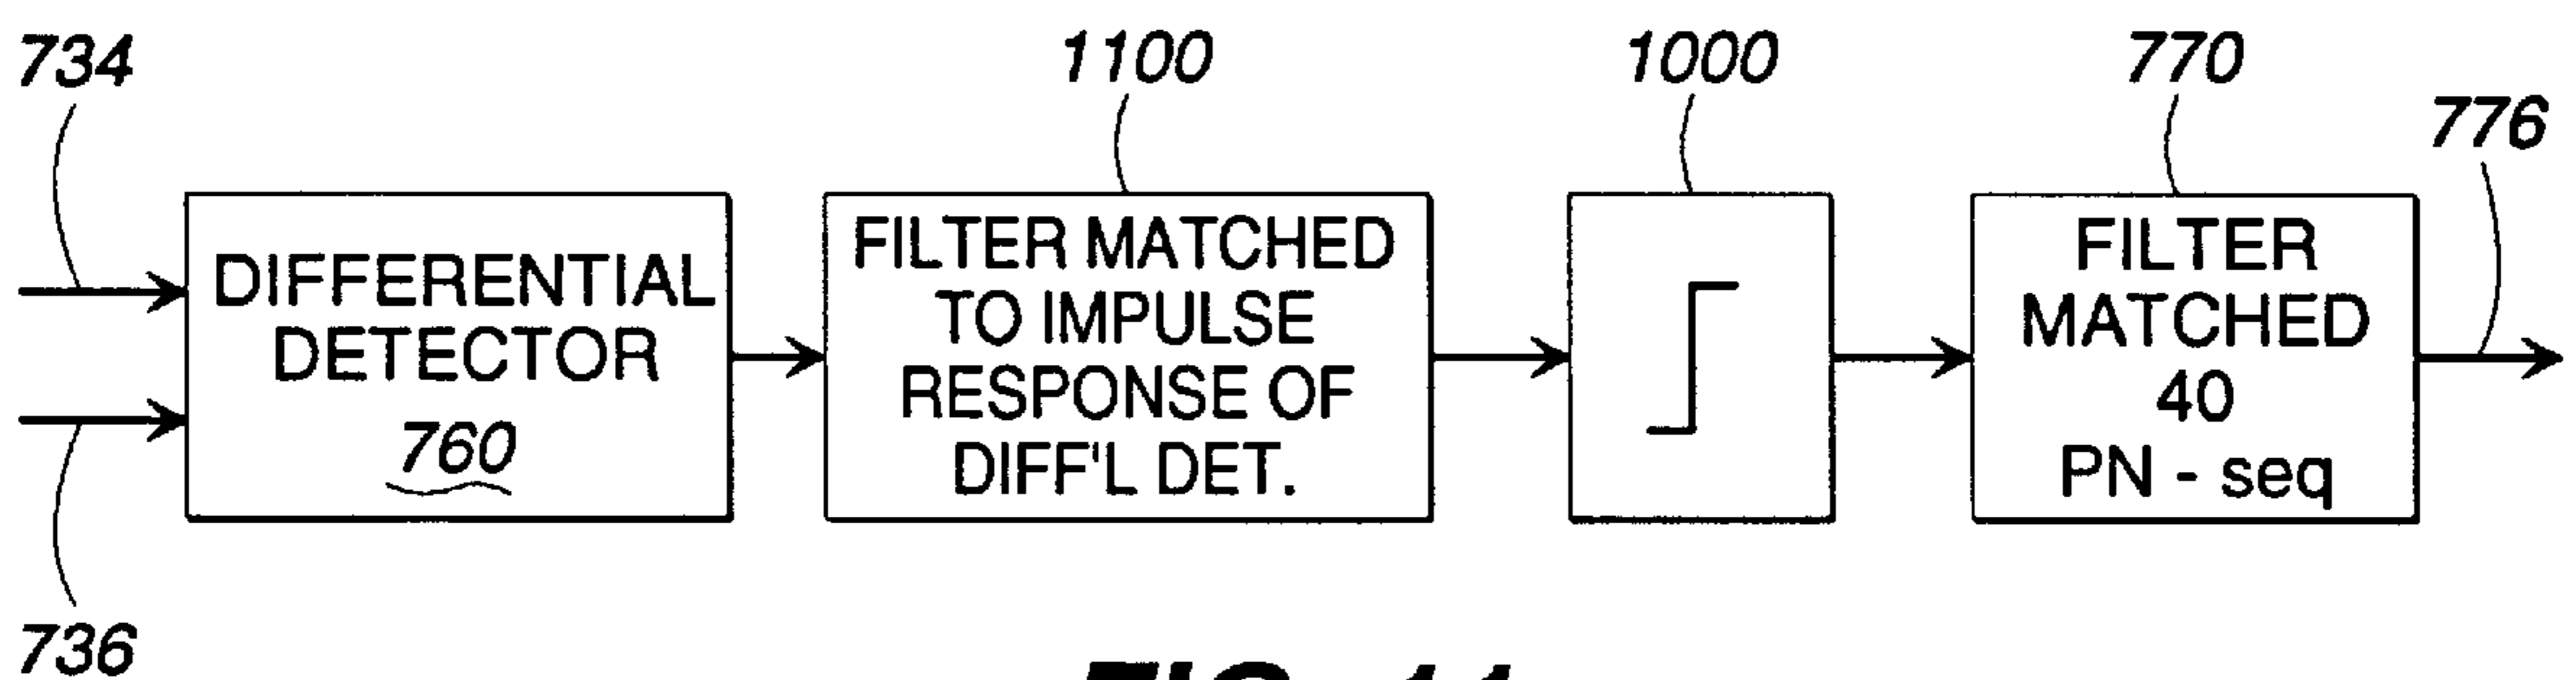 734
1100
1000
770
776
DIFFERENTIAL
DETECTOR
760
FILTER MATCHED
TO IMPULSE
RESPONSE OF
DIFF'L DET.
FILTER
MATCHED
40
PN - seq
736